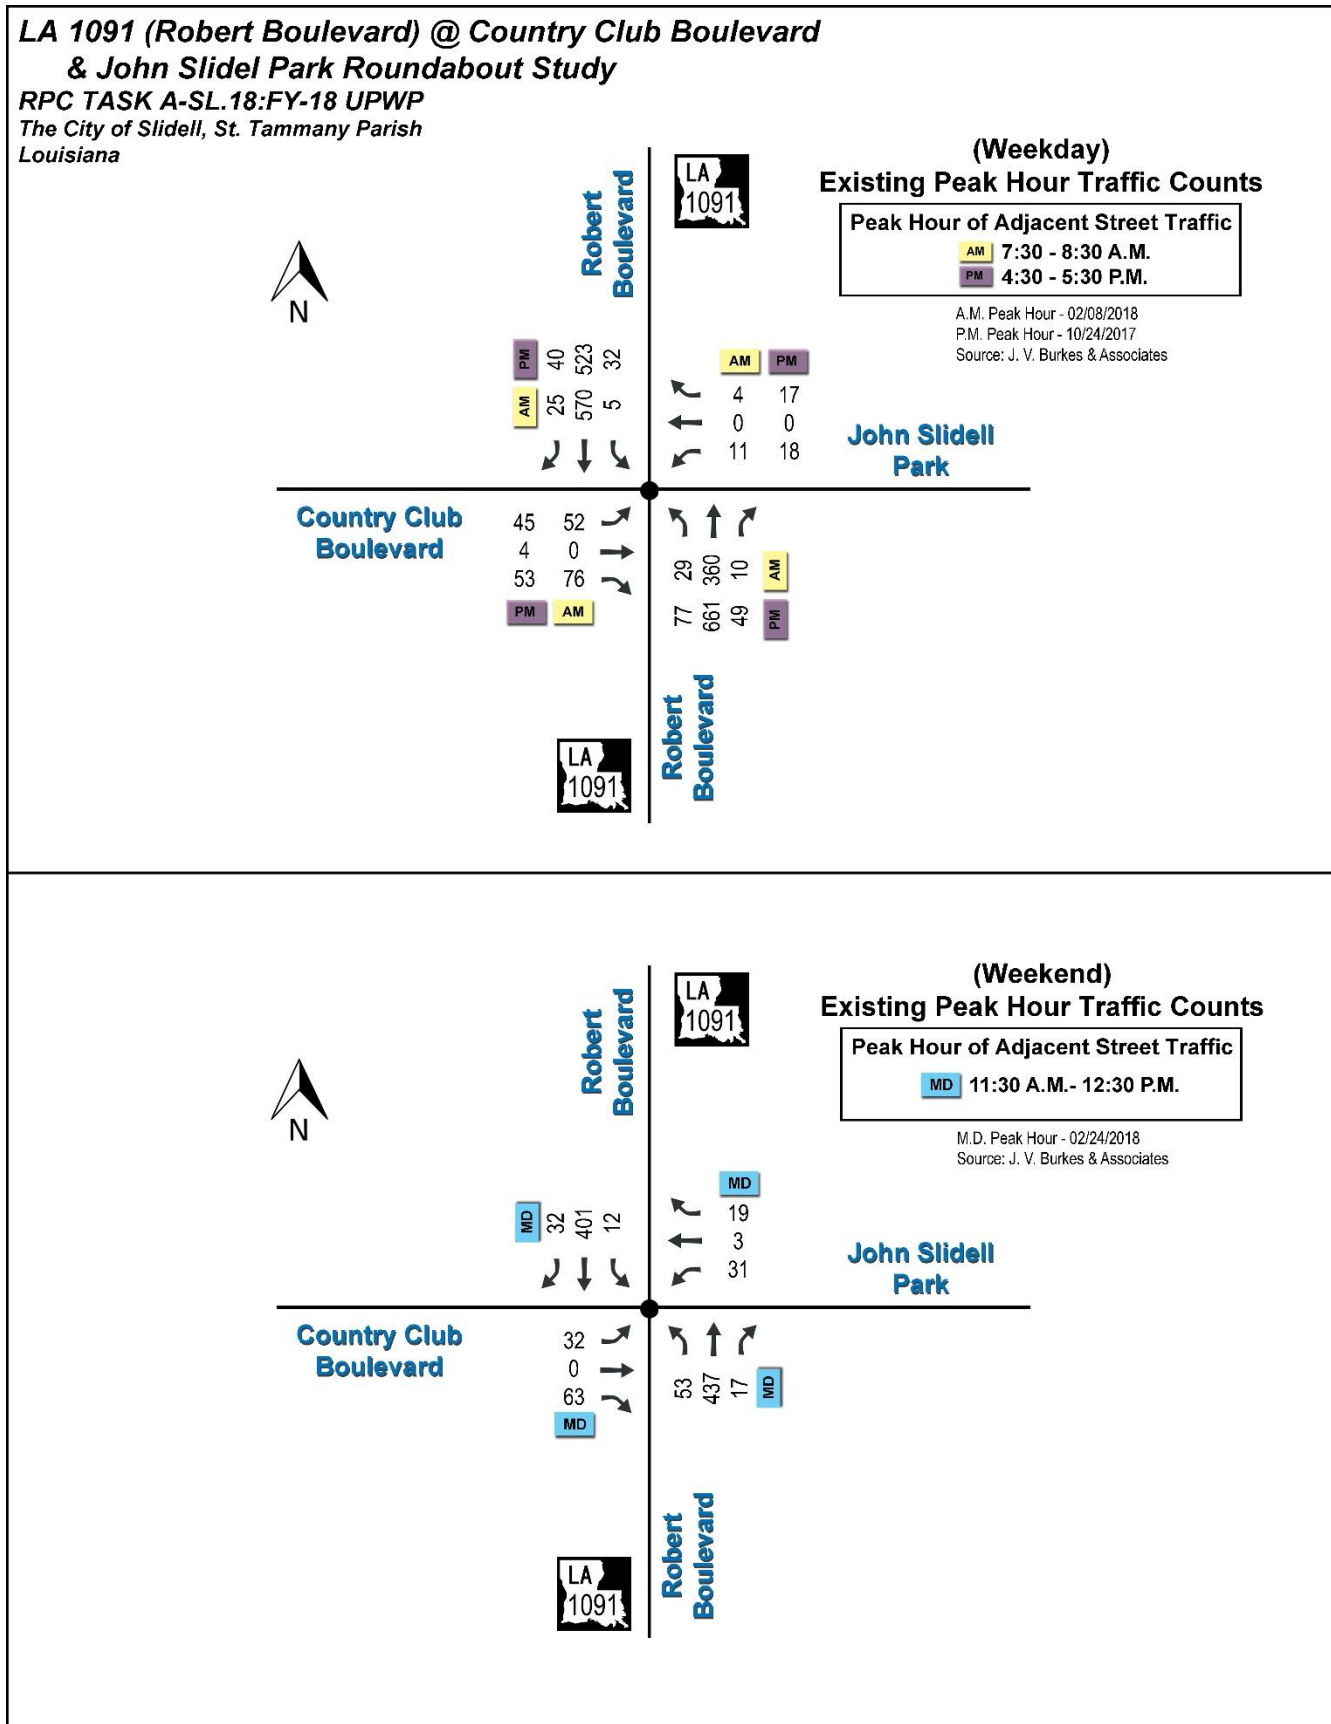 LA 1091 (Robert Boulevard) @ Country Club Boulevard
& John Slidel Park Roundabout Study
RPC TASK A-SL.18:FY-18 UPWP
The City of Slidell, St. Tammany Parish
Louisiana
(Weekday)
Existing Peak Hour Traffic Counts
Peak Hour of Adjacent Street Traffic
AM 7:30 - 8:30 A.M.
PM 4:30 - 5:30 P.M.
A.M. Peak Hour - 02/08/2018
P.M. Peak Hour - 10/24/2017
Source: J. V. Burkes & Associates
LA
1091
Robert
Boulevard
N
PM 40 523 32
AM 25 570 5
AM PM
4 17
0 0
11 18
John Slidell
Park
Country Club
Boulevard
45 52
4 0
53 76
PM AM
29 360 10 AM
77 661 49 PM
Robert
Boulevard
LA
1091
(Weekend)
Existing Peak Hour Traffic Counts
Peak Hour of Adjacent Street Traffic
MD 11:30 A.M.- 12:30 P.M.
M.D. Peak Hour - 02/24/2018
Source: J. V. Burkes & Associates
LA
1091
Robert
Boulevard
N
MD 32 401 12
MD
19
3
31
John Slidell
Park
Country Club
Boulevard
32
0
63
MD
53 437 17 MD
Robert
Boulevard
LA
1091